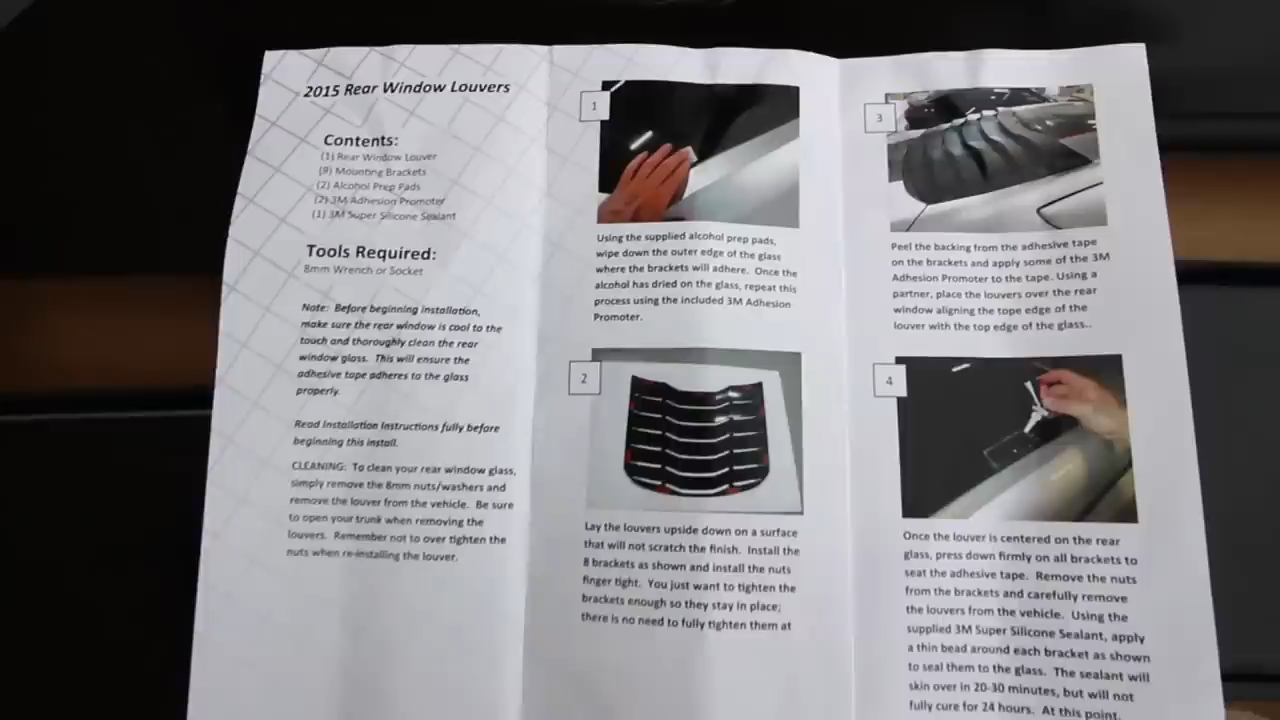 2015 Rear Window Louvers
Contents:
(1) Rear Window Louver
(9) Mounting Brackets
(2) Alcohol Prep Pads
(2) 3M Adhesion Promoter
(1) 3M Super Silicone Sealant
Tools Required:
8mm Wrench or Socket
Note: Before beginning installation,
make sure the rear window is cool to the
touch and thoroughly clean the rear
window glass. This will ensure the
adhesive tape adheres to the glass
properly.
Read Installation Instructions fully before
beginning this install.
CLEANING: To clean your rear window glass,
simply remove the 8mm nuts/washers and
remove the louver from the vehicle. Be sure
to open your trunk when removing the
louvers. Remember not to over tighten the
nuts when re-installing the louver.
1
Using the supplied alcohol prep pads,
wipe down the outer edge of the glass
where the brackets will adhere. Once the
alcohol has dried on the glass, repeat this
process using the included 3M Adhesion
Promoter.
2
Lay the louvers upside down on a surface
that will not scratch the finish. Install the
8 brackets as shown and install the nuts
finger tight. You just want to tighten the
brackets enough so they stay in place;
there is no need to fully tighten them at
3
Peel the backing from the adhesive tape
on the brackets and apply some of the 3M
Adhesion Promoter to the tape. Using a
partner, place the louvers over the rear
window aligning the tope edge of the
louver with the top edge of the glass..
4
Once the louver is centered on the rear
glass, press down firmly on all brackets to
seat the adhesive tape. Remove the nuts
from the brackets and carefully remove
the louvers from the vehicle. Using the
supplied 3M Super Silicone Sealant, apply
a thin bead around each bracket as shown
to seal them to the glass. The sealant will
skin over in 20-30 minutes, but will not
fully cure for 24 hours. At this point,